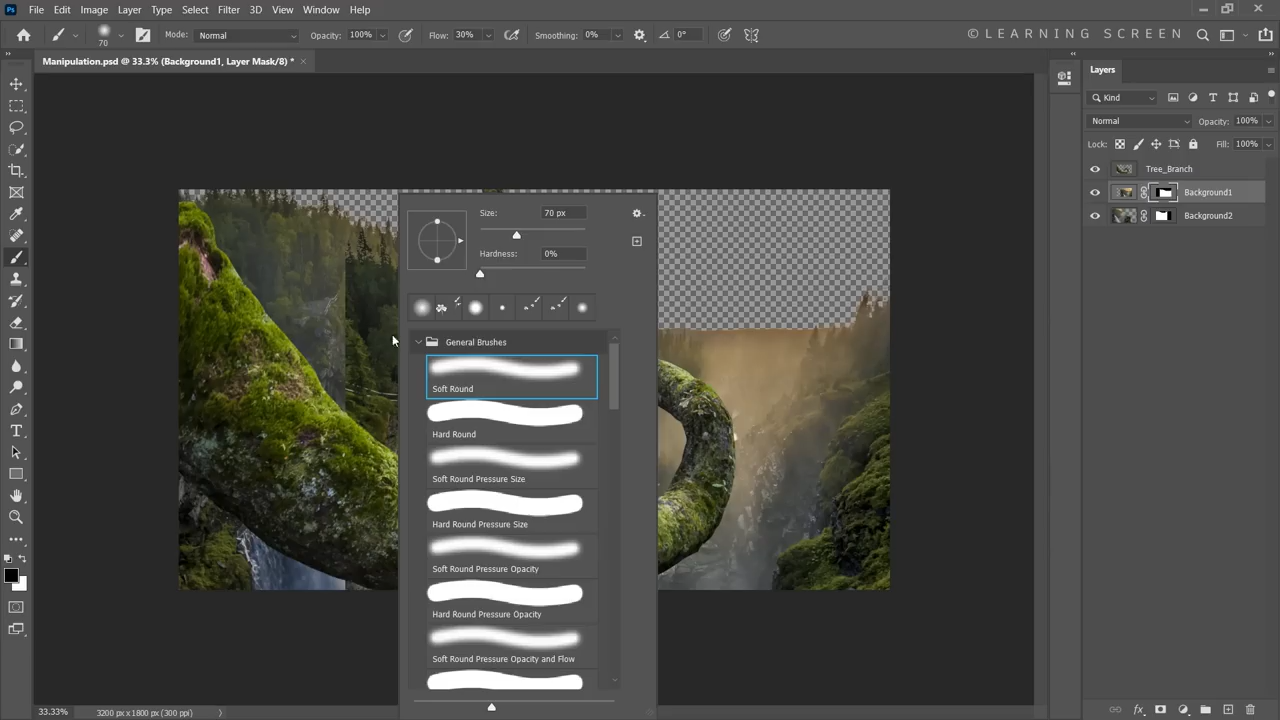 Ps File Edit Image Layer Type Select Filter 3D View Window Help
70 Mode: Normal Opacity: 100% Flow: 30% Smoothing: 0% 0° © LEARNING SCREEN
Manipulation.psd @ 33.3% (Background1, Layer Mask/8) * ×
Layers
Kind
Normal Opacity: 100%
Lock: Fill: 100%
Tree_Branch
Background1
Background2
Size: 70 px
Hardness: 0%
General Brushes
Soft Round
Hard Round
Soft Round Pressure Size
Hard Round Pressure Size
Soft Round Pressure Opacity
Hard Round Pressure Opacity
Soft Round Pressure Opacity and Flow
33.33% 3200 px x 1800 px (300 ppi)